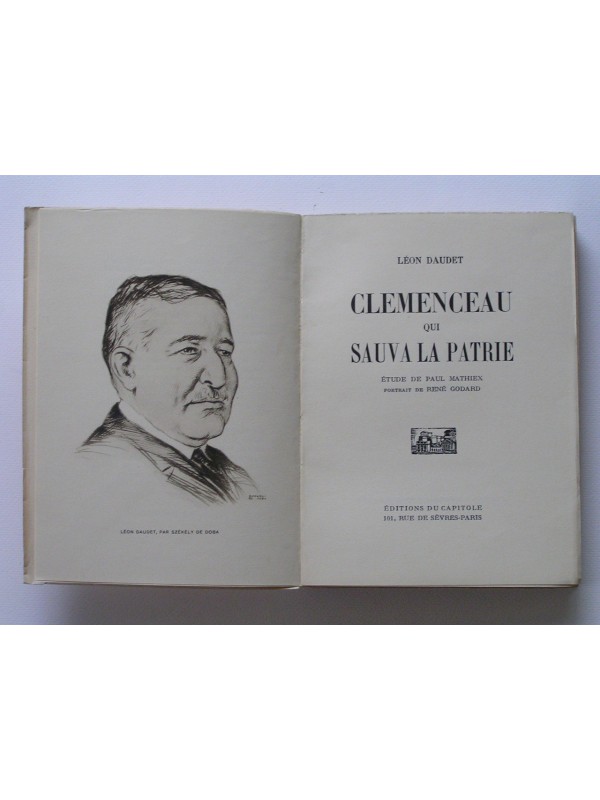 LÉON DAUDET, PAR SZÉKELY DE DOBA
LÉON DAUDET
CLEMENCEAU
QUI
SAUVA LA PATRIE
ÉTUDE DE PAUL MATHIEX
PORTRAIT DE RENÉ GODARD
ÉDITIONS DU CAPITOLE
151, RUE DE SÈVRES-PARIS